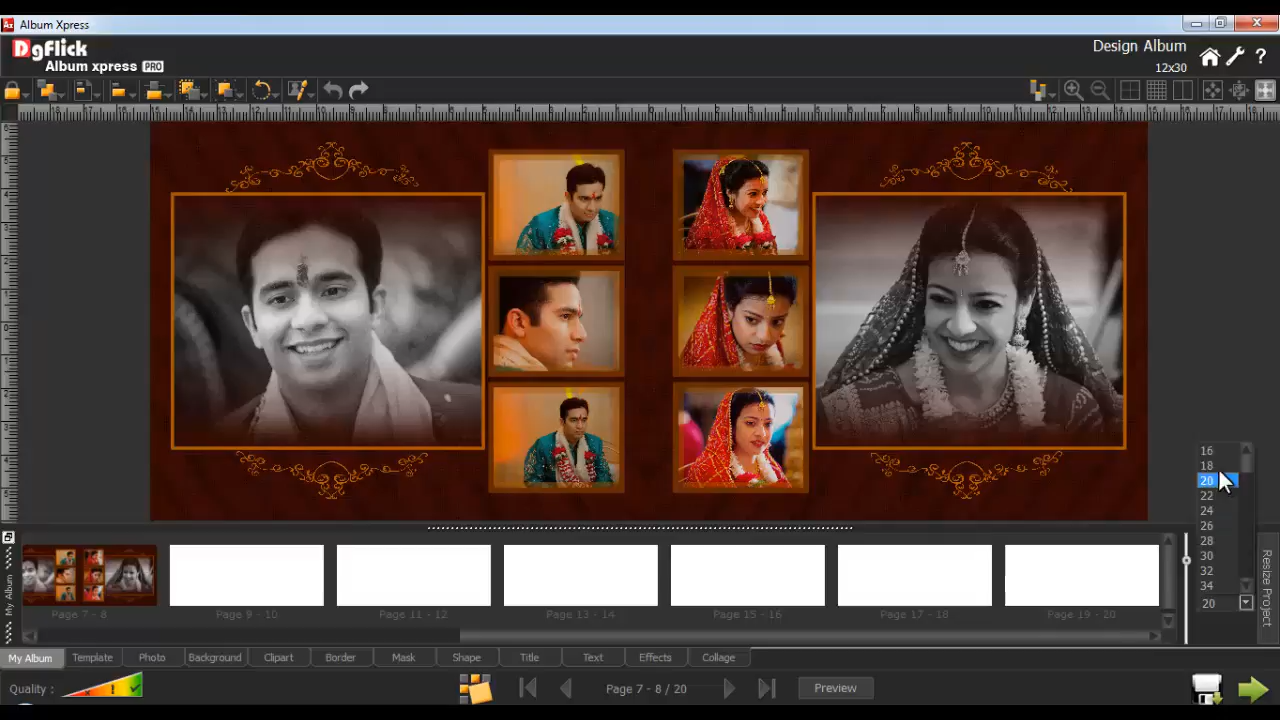 Album Xpress
DgFlick
Album xpress PRO
Design Album
12x30
16
18
20
22
24
26
28
30
32
34
20
Resize Project
My Album
Page 7 - 8
Page 9 - 10
Page 11 - 12
Page 13 - 14
Page 15 - 16
Page 17 - 18
Page 19 - 20
My Album Template Photo Background Clipart Border Mask Shape Title Text Effects Collage
Quality :
Page 7 - 8 / 20
Preview